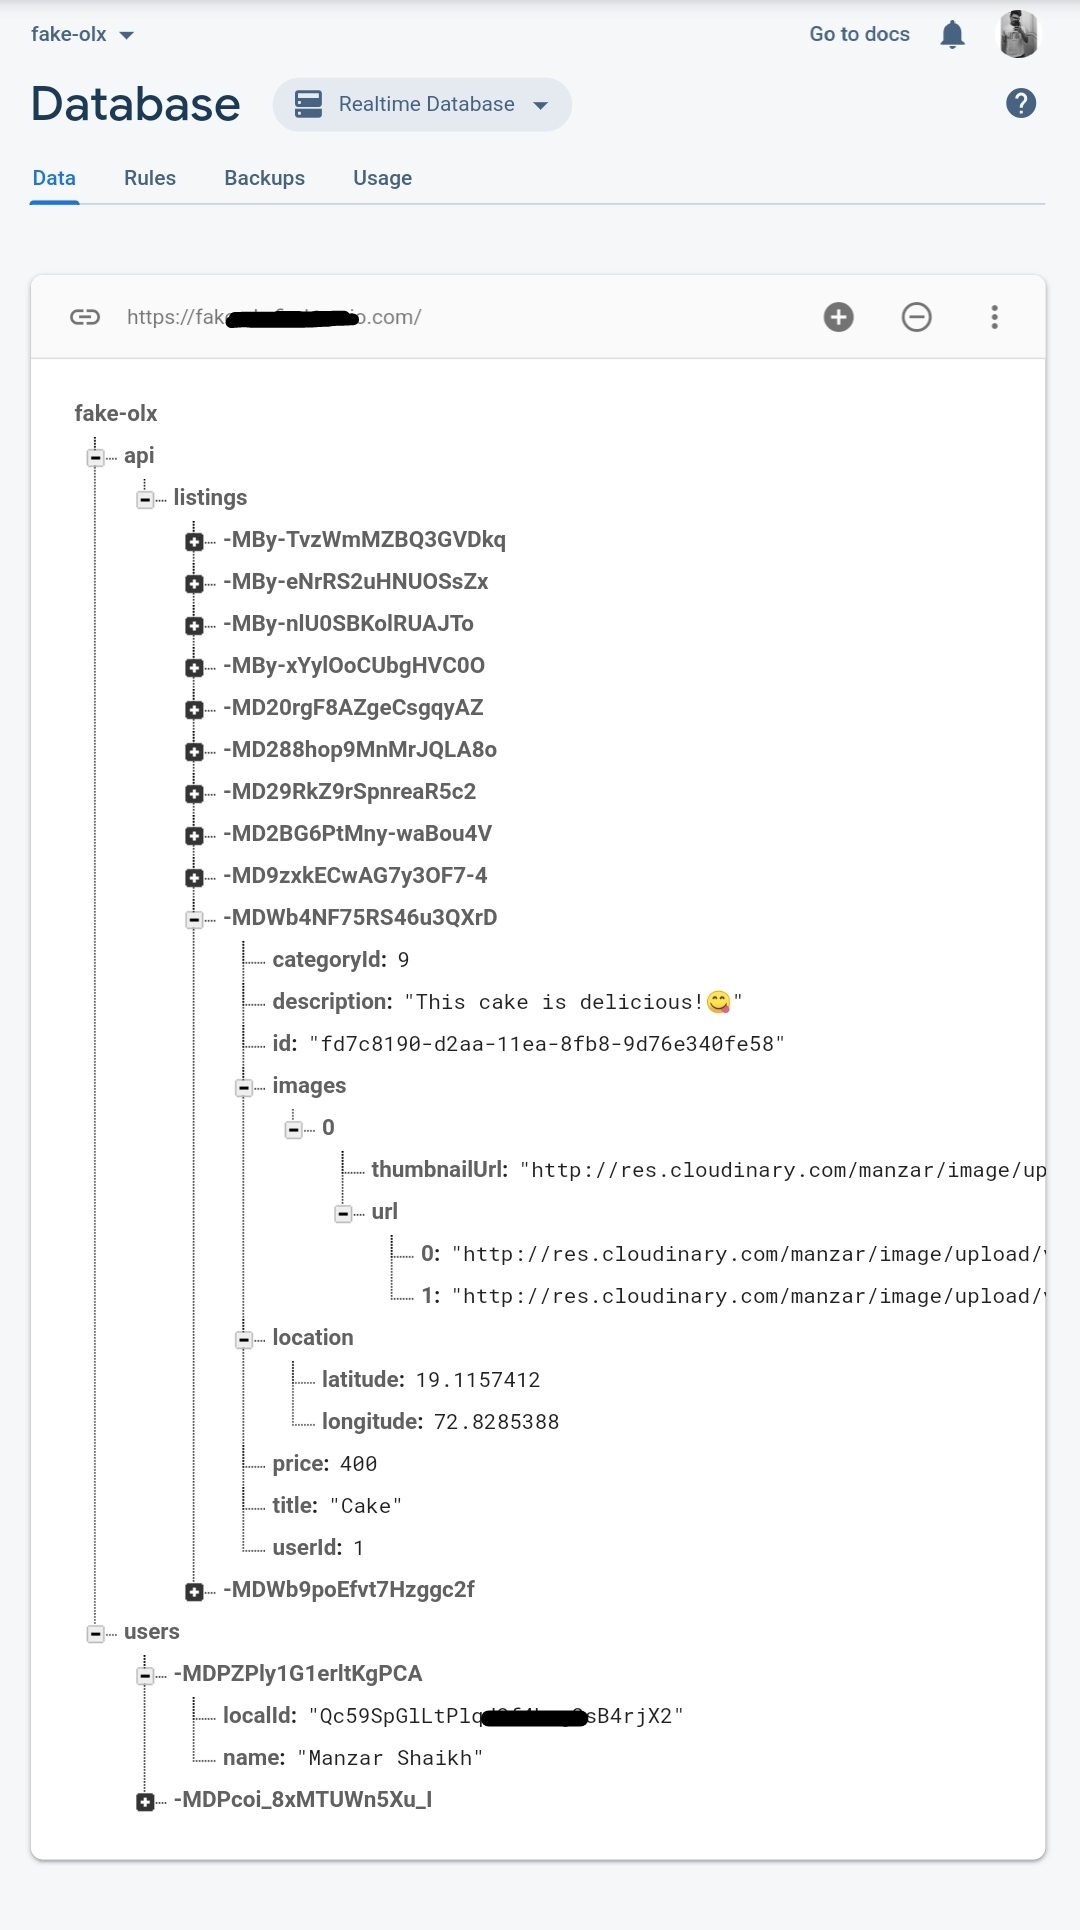 fake-olx
Go to docs
Database
Realtime Database
Data
Rules
Backups
Usage
https://fak .com/
fake-olx
api
listings
-MBy-TvzWmMZBQ3GVDkq
-MBy-eNrRS2uHNUOSsZx
-MBy-nlU0SBKolRUAJTo
-MBy-xYylOoCUbgHVC0O
-MD20rgF8AZgeCsgqyAZ
-MD288hop9MnMrJQLA8o
-MD29RkZ9rSpnreaR5c2
-MD2BG6PtMny-waBou4V
-MD9zxkECwAG7y3OF7-4
-MDWb4NF75RS46u3QXrD
categoryId: 9
description: "This cake is delicious!😋"
id: "fd7c8190-d2aa-11ea-8fb8-9d76e340fe58"
images
0
thumbnailUrl: "http://res.cloudinary.com/manzar/image/up
url
0: "http://res.cloudinary.com/manzar/image/upload/
1: "http://res.cloudinary.com/manzar/image/upload/
location
latitude: 19.1157412
longitude: 72.8285388
price: 400
title: "Cake"
userId: 1
-MDWb9poEfvt7Hzggc2f
users
-MDPZPly1G1erltKgPCA
localId: "Qc59SpGlLtPlq sB4rjX2"
name: "Manzar Shaikh"
-MDPcoi_8xMTUWn5Xu_I